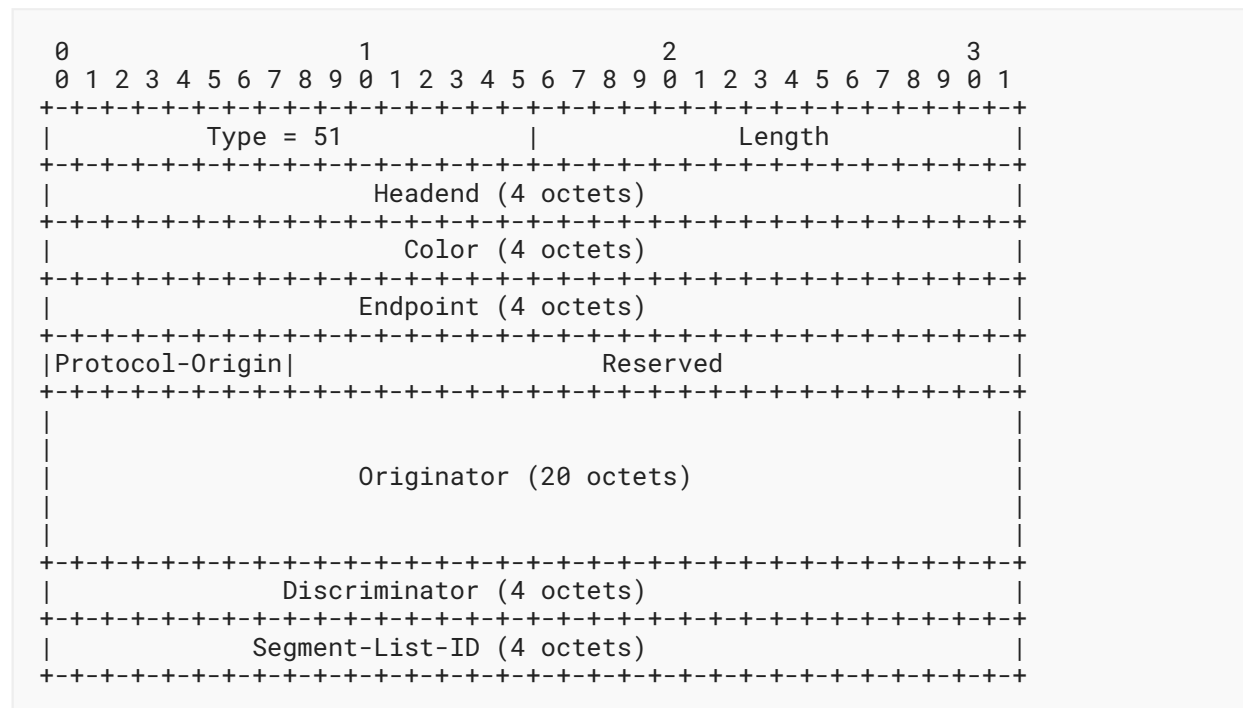 0                   1                   2                   3
 0 1 2 3 4 5 6 7 8 9 0 1 2 3 4 5 6 7 8 9 0 1 2 3 4 5 6 7 8 9 0 1
+-+-+-+-+-+-+-+-+-+-+-+-+-+-+-+-+-+-+-+-+-+-+-+-+-+-+-+-+-+-+-+-+
|          Type = 51            |             Length            |
+-+-+-+-+-+-+-+-+-+-+-+-+-+-+-+-+-+-+-+-+-+-+-+-+-+-+-+-+-+-+-+-+
|                     Headend (4 octets)                        |
+-+-+-+-+-+-+-+-+-+-+-+-+-+-+-+-+-+-+-+-+-+-+-+-+-+-+-+-+-+-+-+-+
|                       Color (4 octets)                        |
+-+-+-+-+-+-+-+-+-+-+-+-+-+-+-+-+-+-+-+-+-+-+-+-+-+-+-+-+-+-+-+-+
|                    Endpoint (4 octets)                        |
+-+-+-+-+-+-+-+-+-+-+-+-+-+-+-+-+-+-+-+-+-+-+-+-+-+-+-+-+-+-+-+-+
|Protocol-Origin|                    Reserved                   |
+-+-+-+-+-+-+-+-+-+-+-+-+-+-+-+-+-+-+-+-+-+-+-+-+-+-+-+-+-+-+-+-+
|                                                               |
|                                                               |
|                    Originator (20 octets)                     |
|                                                               |
|                                                               |
+-+-+-+-+-+-+-+-+-+-+-+-+-+-+-+-+-+-+-+-+-+-+-+-+-+-+-+-+-+-+-+-+
|               Discriminator (4 octets)                        |
+-+-+-+-+-+-+-+-+-+-+-+-+-+-+-+-+-+-+-+-+-+-+-+-+-+-+-+-+-+-+-+-+
|             Segment-List-ID (4 octets)                        |
+-+-+-+-+-+-+-+-+-+-+-+-+-+-+-+-+-+-+-+-+-+-+-+-+-+-+-+-+-+-+-+-+